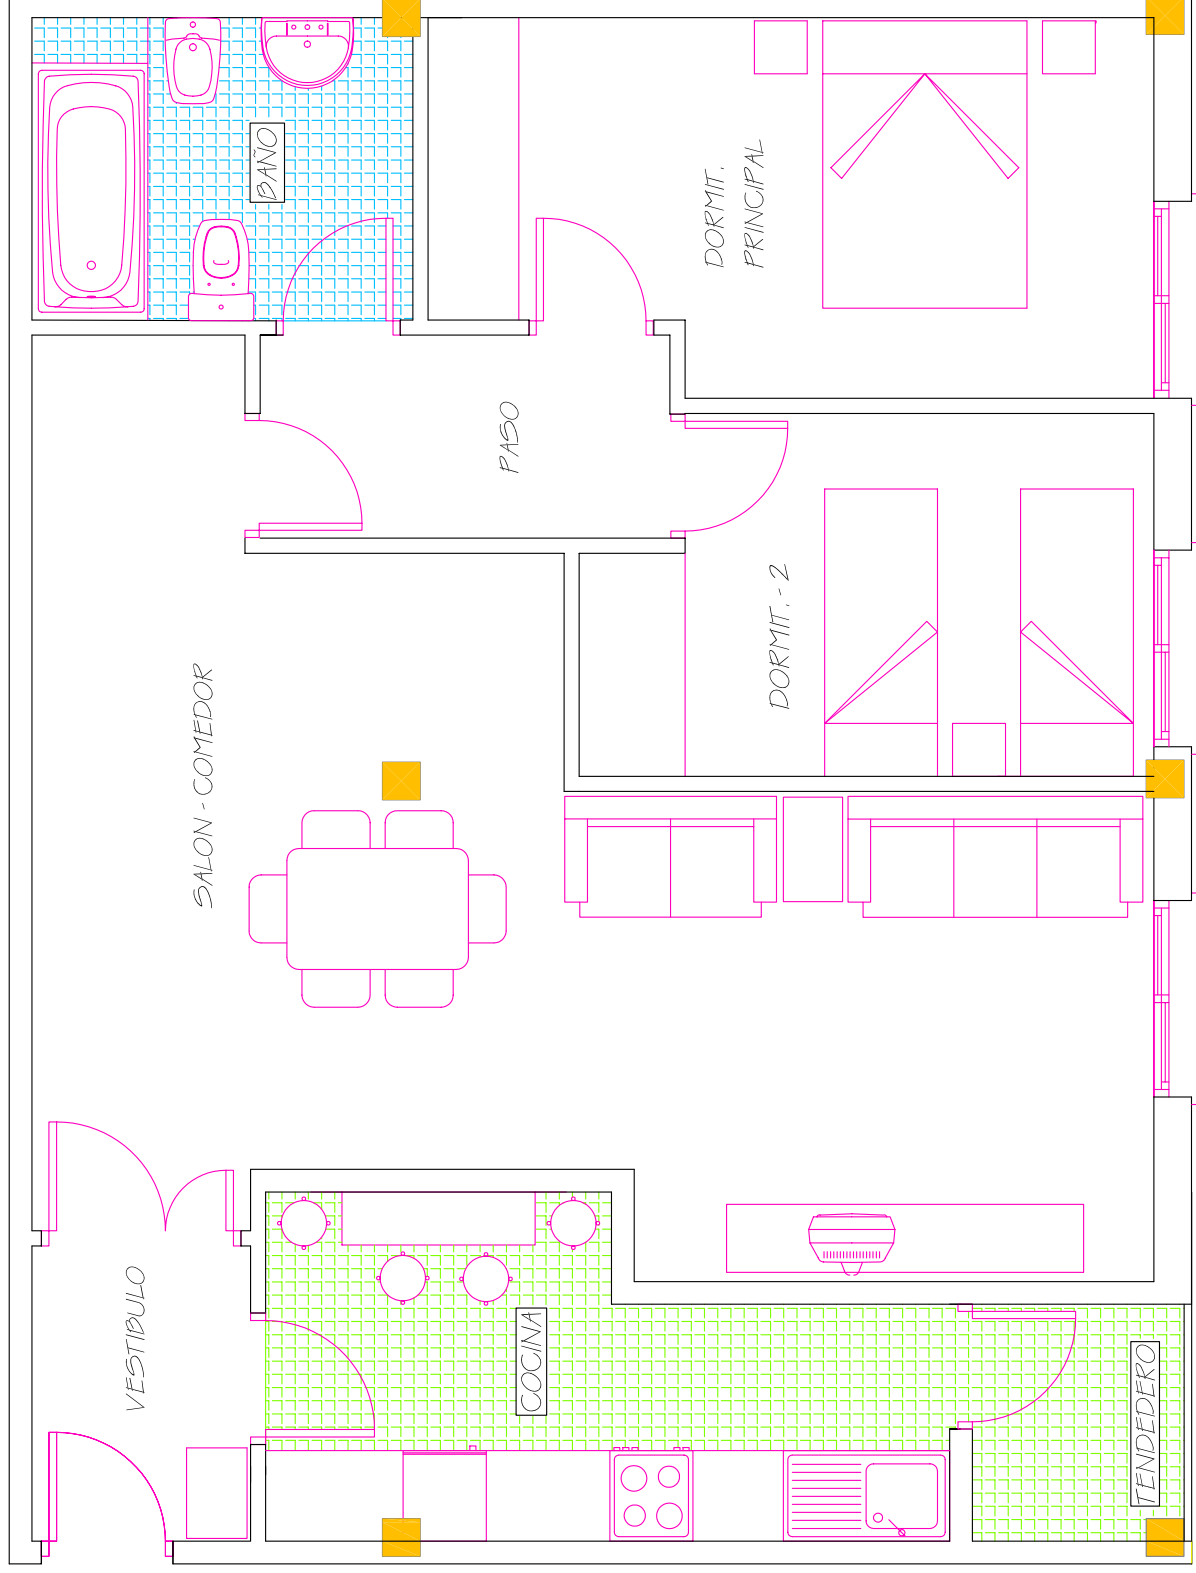 BAÑO
DORMIT.
PRINCIPAL
PASO
DORMIT. - 2
SALON - COMEDOR
VESTIBULO
COCINA
TENDEDERO